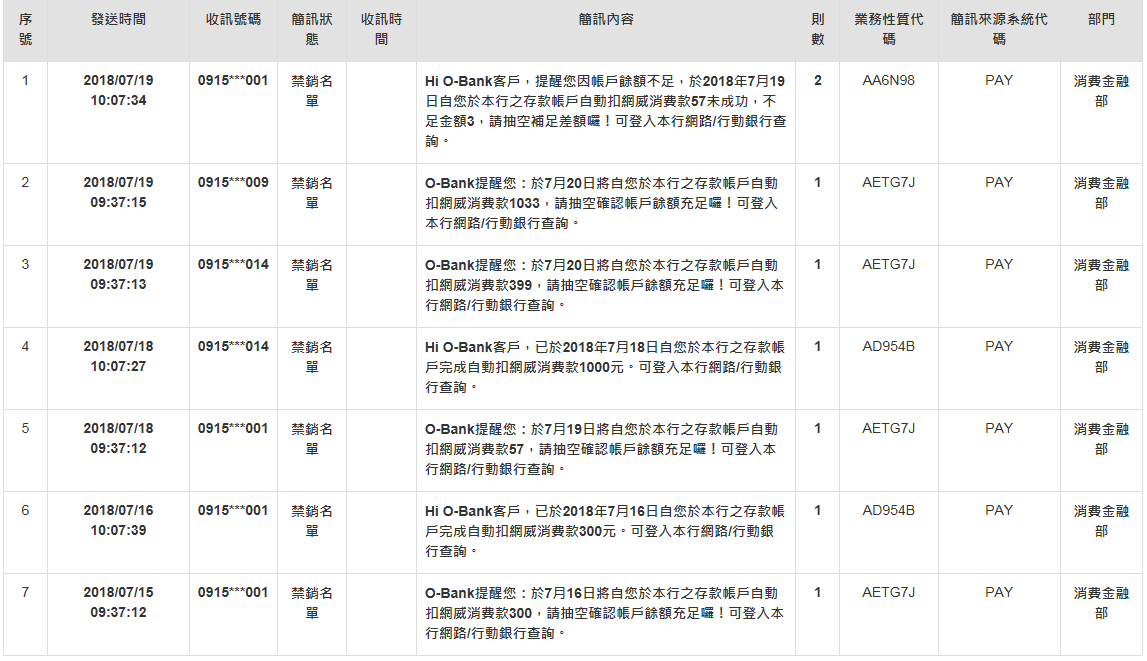 序號 發送時間 收訊號碼 簡訊狀態 收訊時間 簡訊內容 則數 業務性質代碼 簡訊來源系統代碼 部門
1 2018/07/19 10:07:34 0915***001 禁銷名單 Hi O-Bank客戶，提醒您因帳戶餘額不足，於2018年7月19
日自您於本行之存款帳戶自動扣網威消費款57未成功，不
足金額3，請抽空補足差額囉！可登入本行網路/行動銀行查
詢。 2 AA6N98 PAY 消費金融部
2 2018/07/19 09:37:15 0915***009 禁銷名單 O-Bank提醒您：於7月20日將自您於本行之存款帳戶自動
扣網威消費款1033，請抽空確認帳戶餘額充足囉！可登入
本行網路/行動銀行查詢。 1 AETG7J PAY 消費金融部
3 2018/07/19 09:37:13 0915***014 禁銷名單 O-Bank提醒您：於7月20日將自您於本行之存款帳戶自動
扣網威消費款399，請抽空確認帳戶餘額充足囉！可登入本
行網路/行動銀行查詢。 1 AETG7J PAY 消費金融部
4 2018/07/18 10:07:27 0915***014 禁銷名單 Hi O-Bank客戶，已於2018年7月18日自您於本行之存款帳
戶完成自動扣網威消費款1000元。可登入本行網路/行動銀
行查詢。 1 AD954B PAY 消費金融部
5 2018/07/18 09:37:12 0915***001 禁銷名單 O-Bank提醒您：於7月19日將自您於本行之存款帳戶自動
扣網威消費款57，請抽空確認帳戶餘額充足囉！可登入本
行網路/行動銀行查詢。 1 AETG7J PAY 消費金融部
6 2018/07/16 10:07:39 0915***001 禁銷名單 Hi O-Bank客戶，已於2018年7月16日自您於本行之存款帳
戶完成自動扣網威消費款300元。可登入本行網路/行動銀
行查詢。 1 AD954B PAY 消費金融部
7 2018/07/15 09:37:12 0915***001 禁銷名單 O-Bank提醒您：於7月16日將自您於本行之存款帳戶自動
扣網威消費款300，請抽空確認帳戶餘額充足囉！可登入本
行網路/行動銀行查詢。 1 AETG7J PAY 消費金融部